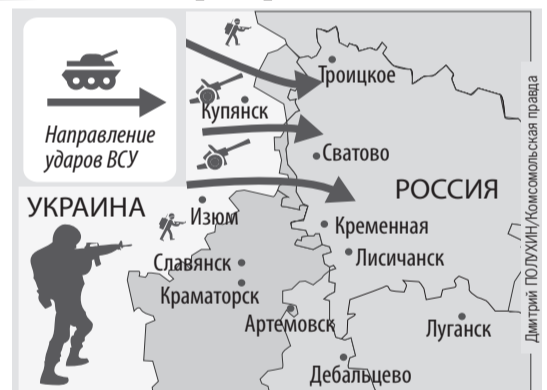 Направление
ударов ВСУ
Троицкое
Купянск
Сватово
УКРАИНА
РОССИЯ
Изюм
Кременная
Славянск
Лисичанск
Краматорск
Артемовск
Луганск
Дебальцево
Дмитрий ПОЛУХИН/Комсомольская правда